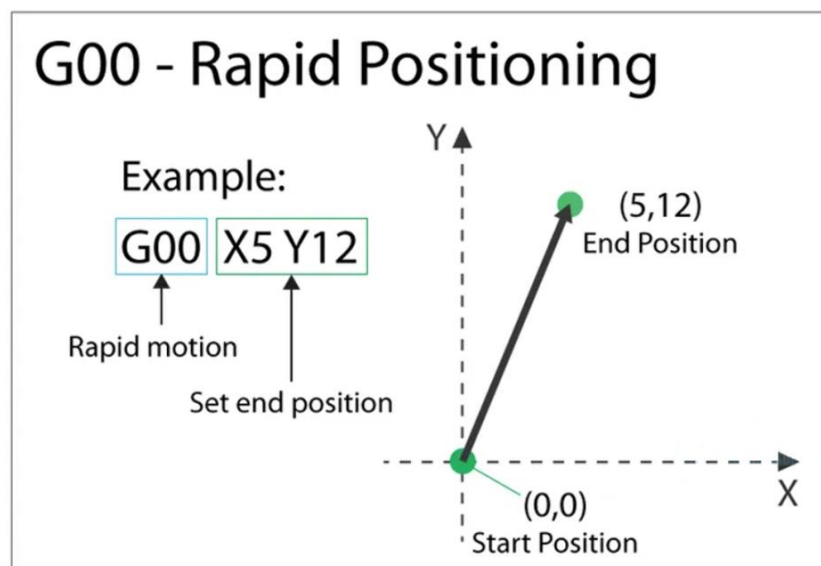 G00 - Rapid Positioning
Example:
G00 X5 Y12
Rapid motion
Set end position
Y
(5,12)
End Position
X
(0,0)
Start Position